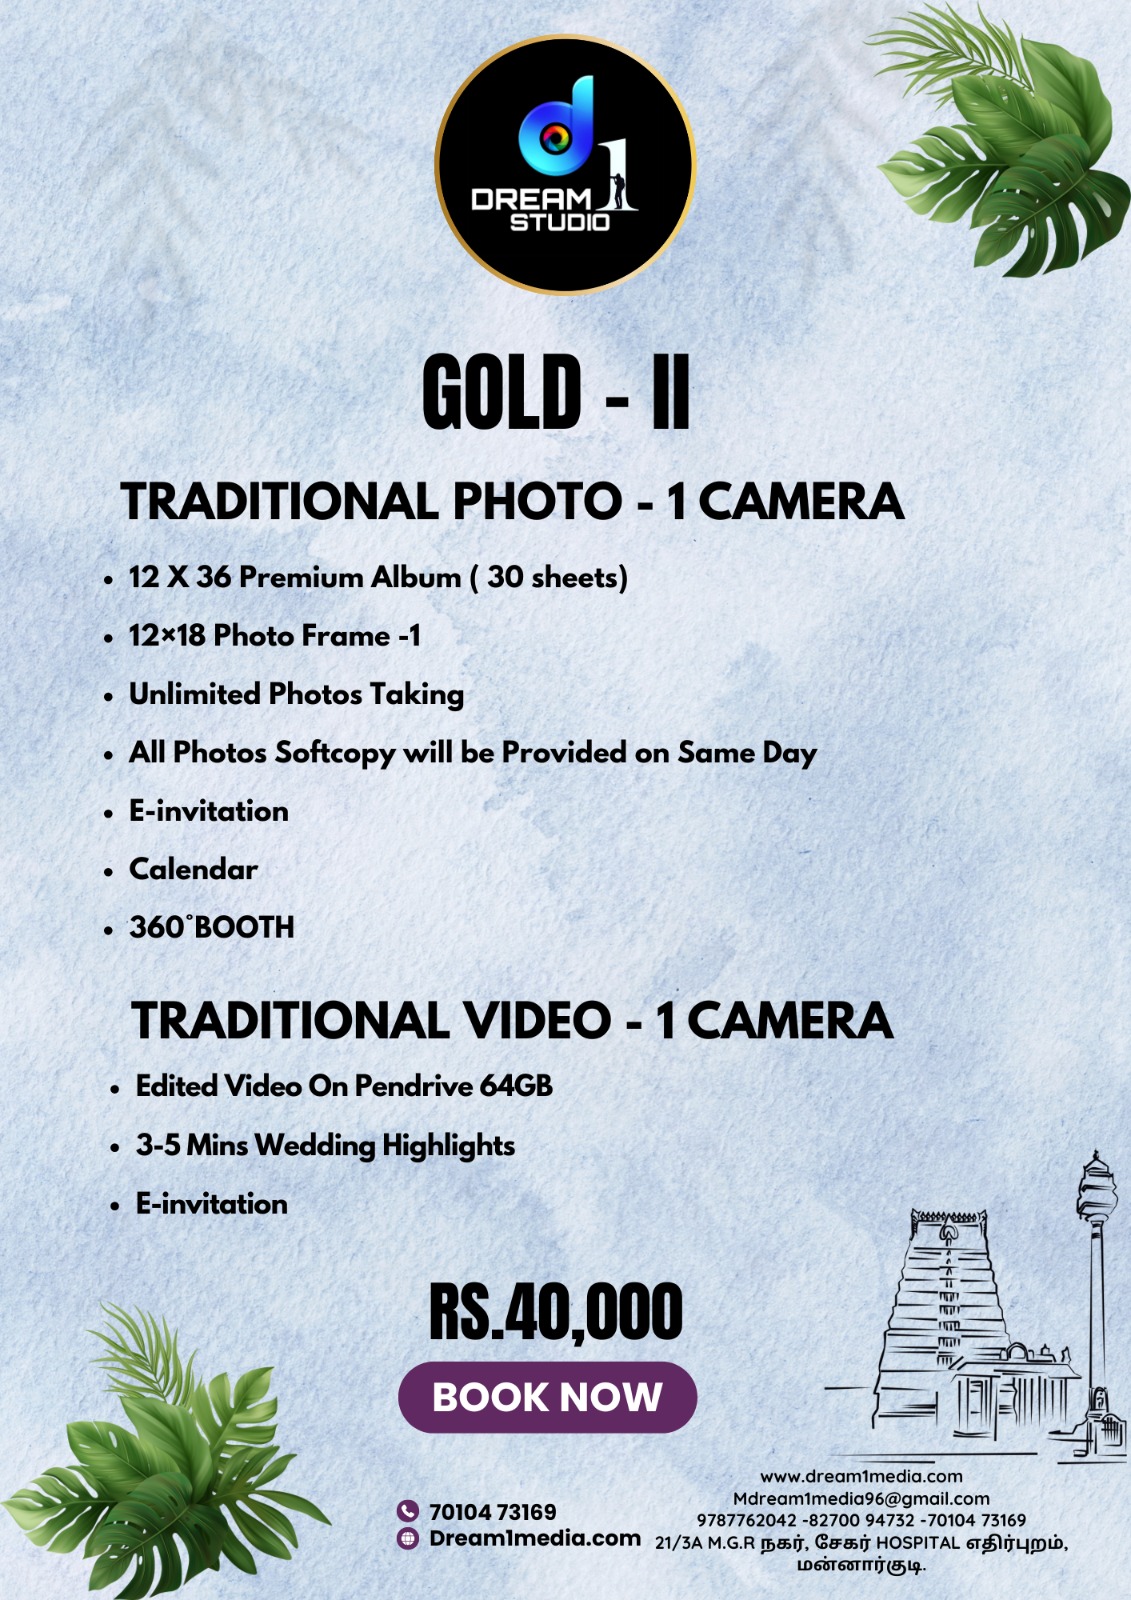 d1
DREAM
STUDIO
GOLD - II
TRADITIONAL PHOTO - 1 CAMERA
• 12 X 36 Premium Album ( 30 sheets)
• 12×18 Photo Frame -1
• Unlimited Photos Taking
• All Photos Softcopy will be Provided on Same Day
• E-invitation
• Calendar
• 360°BOOTH
TRADITIONAL VIDEO - 1 CAMERA
• Edited Video On Pendrive 64GB
• 3-5 Mins Wedding Highlights
• E-invitation
RS.40,000
BOOK NOW
70104 73169
Dream1media.com
www.dream1media.com
Mdream1media96@gmail.com
9787762042 -82700 94732 -70104 73169
21/3A M.G.R நகர், சேகர் HOSPITAL எதிர்புறம்,
மன்னார்குடி.